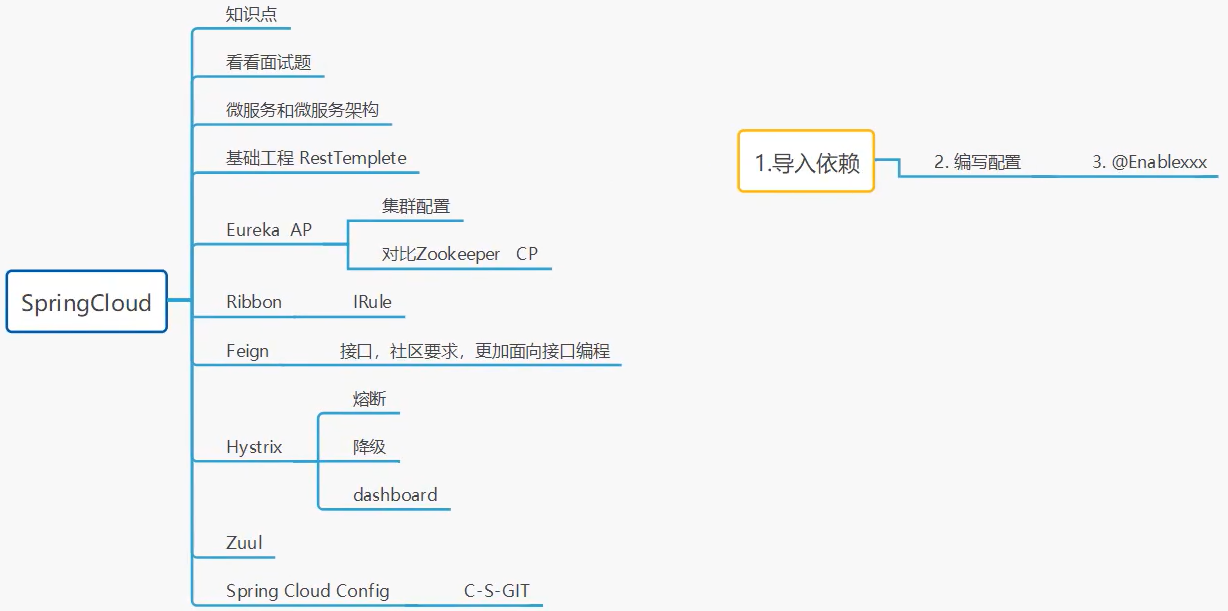 知识点
看看面试题
微服务和微服务架构
基础工程 RestTemplete
Eureka AP
集群配置
对比Zookeeper CP
SpringCloud
Ribbon IRule
Feign 接口，社区要求，更加面向接口编程
Hystrix
熔断
降级
dashboard
Zuul
Spring Cloud Config C-S-GIT
1.导入依赖 2. 编写配置 3. @Enablexxx